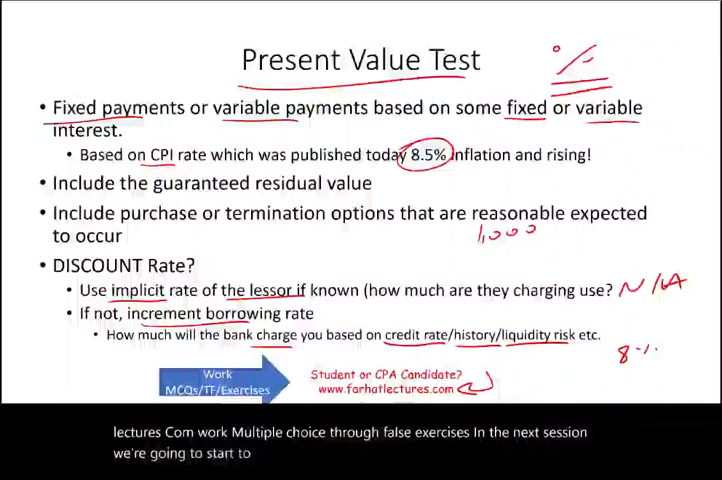 Present Value Test
%
• Fixed payments or variable payments based on some fixed or variable
interest.
• Based on CPI rate which was published today 8.5% inflation and rising!
• Include the guaranteed residual value
• Include purchase or termination options that are reasonable expected
to occur
1,000
• DISCOUNT Rate?
• Use implicit rate of the lessor if known (how much are they charging use?
N/A
• If not, increment borrowing rate
• How much will the bank charge you based on credit rate/history/liquidity risk etc.
8%
Work
MCQs/TF/Exercises
Student or CPA Candidate?
www.farhatlectures.com
lectures Com work Multiple choice through false exercises In the next session
we're going to start to